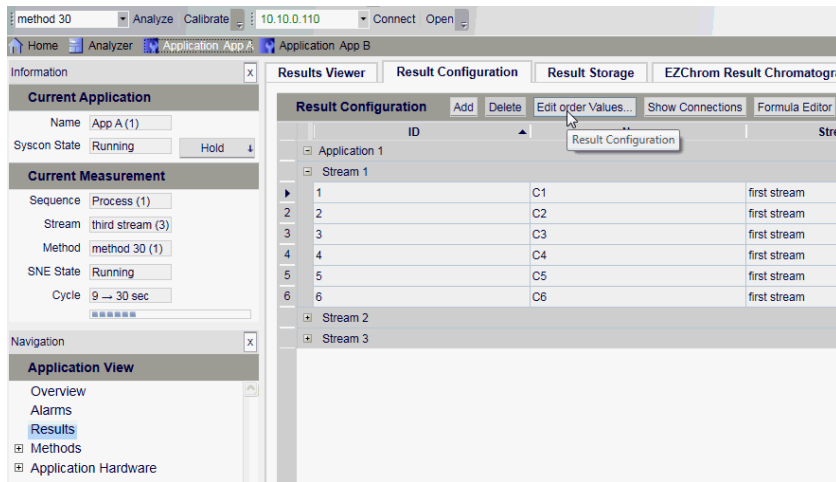 method 30 Analyze Calibrate 10.10.0.110 Connect Open
Home Analyzer Application App A Application App B
Information x
Current Application
Name App A (1)
Syscon State Running Hold ↓
Current Measurement
Sequence Process (1)
Stream third stream (3)
Method method 30 (1)
SNE State Running
Cycle 9 → 30 sec
Navigation x
Application View
Overview
Alarms
Results
Methods
Application Hardware
Results Viewer Result Configuration Result Storage EZChrom Result Chromatogra
Result Configuration Add Delete Edit order Values... Show Connections Formula Editor
ID Stre
Result Configuration
Application 1
Stream 1
1 C1 first stream
2 2 C2 first stream
3 3 C3 first stream
4 4 C4 first stream
5 5 C5 first stream
6 6 C6 first stream
Stream 2
Stream 3